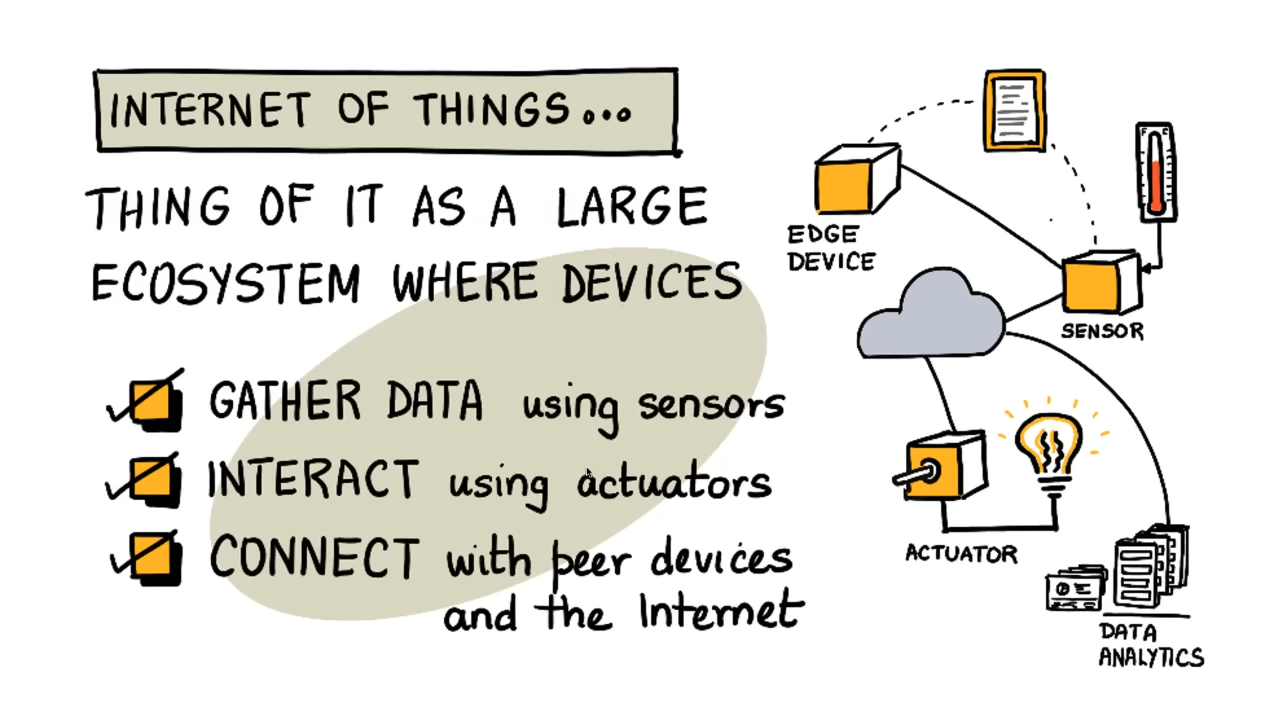 INTERNET OF THINGS...
THING OF IT AS A LARGE
ECOSYSTEM WHERE DEVICES
GATHER DATA using sensors
INTERACT using actuators
CONNECT with peer devices
and the Internet
EDGE
DEVICE
SENSOR
ACTUATOR
DATA
ANALYTICS